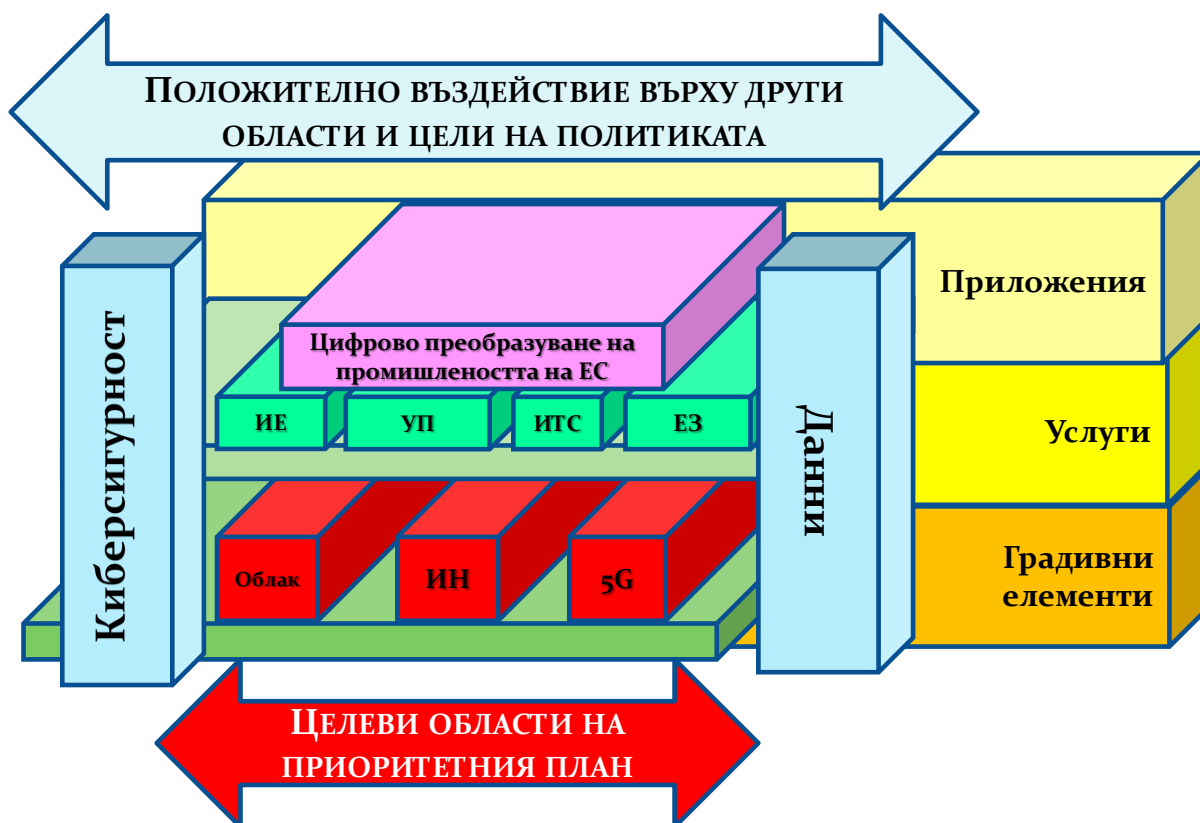 Положително въздействие върху други
области и цели на политиката
Киберсигурност
Цифрово преобразуване на
промишлеността на ЕС
ИЕ
УП
ИТС
ЕЗ
Облак
ИН
5G
Данни
Приложения
Услуги
Градивни
елементи
Целеви области на
приоритетния план